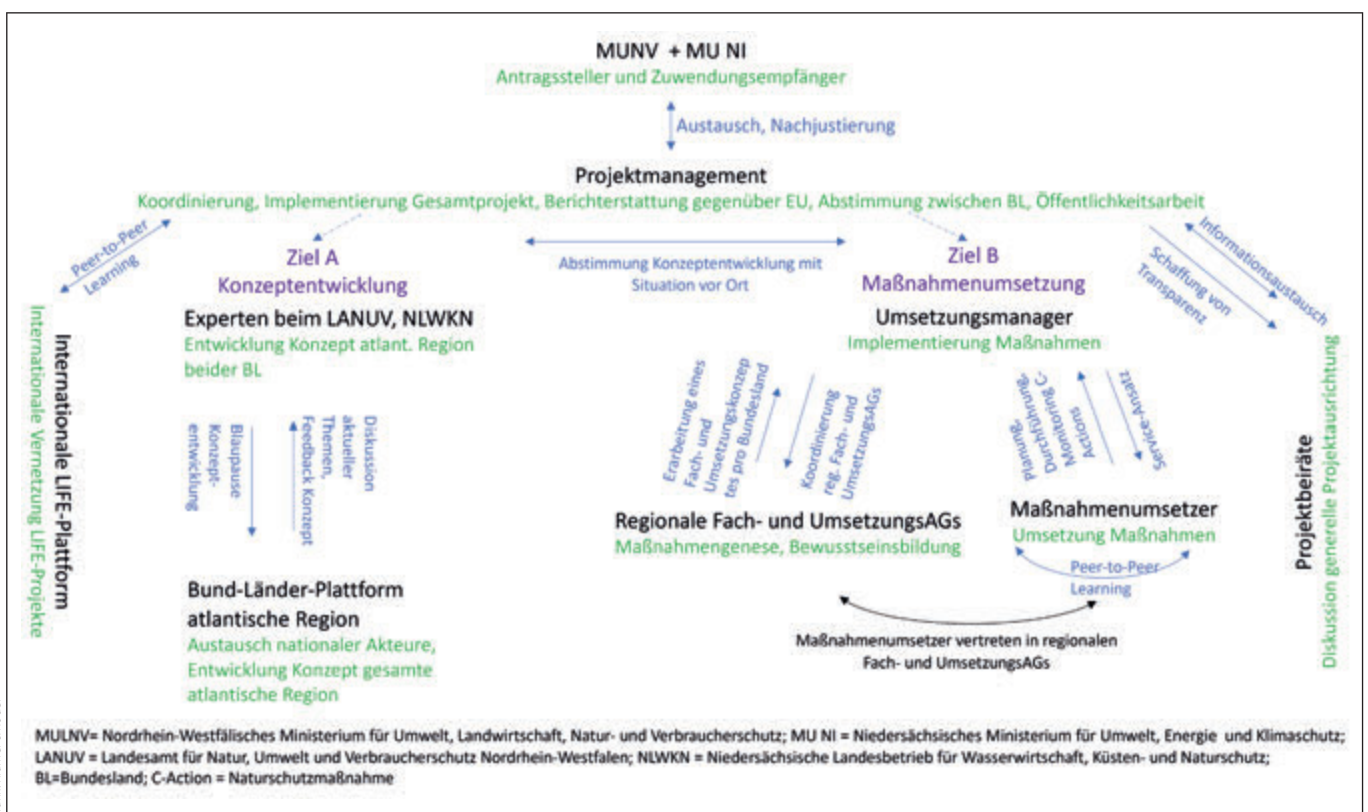 MUNV + MU NI
Antragssteller und Zuwendungsempfänger
Austausch, Nachjustierung
Projektmanagement
Koordinierung, Implementierung Gesamtprojekt, Berichterstattung gegenüber EU, Abstimmung zwischen BL, Öffentlichkeitsarbeit
Peer-to-Peer
Learning
Ziel A
Konzeptentwicklung
Abstimmung Konzeptentwicklung mit
Situation vor Ort
Ziel B
Maßnahmenumsetzung
Informationsaustausch
Schaffung von
Transparenz
Experten beim LANUV, NLWKN
Entwicklung Konzept atlant. Region
beider BL
Umsetzungsmanager
Implementierung Maßnahmen
Internationale LIFE-Plattform
Internationale Vernetzung LIFE-Projekte
Blaupause
Konzept-
entwicklung
Diskussion
aktueller
Themen,
Feedback Konzept
Erarbeitung eines
Fach- und
Umsetzungskonzep
tes pro Bundesland
Koordinierung
reg. Fach- und
UmsetzungsAGs
Planung,
Durchführung,
Monitoring C-
Actions
Service-Ansatz
Projektbeiräte
Diskussion generelle Projektausrichtung
Regionale Fach- und UmsetzungsAGs
Maßnahmengenese, Bewusstseinsbildung
Maßnahmenumsetzer
Umsetzung Maßnahmen
Peer-to-Peer
Learning
Bund-Länder-Plattform
atlantische Region
Austausch nationaler Akteure,
Entwicklung Konzept gesamte
atlantische Region
Maßnahmenumsetzer vertreten in regionalen
Fach- und UmsetzungsAGs
MULNV= Nordrhein-Westfälisches Ministerium für Umwelt, Landwirtschaft, Natur- und Verbraucherschutz; MU NI = Niedersächsisches Ministerium für Umwelt, Energie und Klimaschutz;
LANUV = Landesamt für Natur, Umwelt und Verbraucherschutz Nordrhein-Westfalen; NLWKN = Niedersächsische Landesbetrieb für Wasserwirtschaft, Küsten- und Naturschutz;
BL=Bundesland; C-Action = Naturschutzmaßnahme